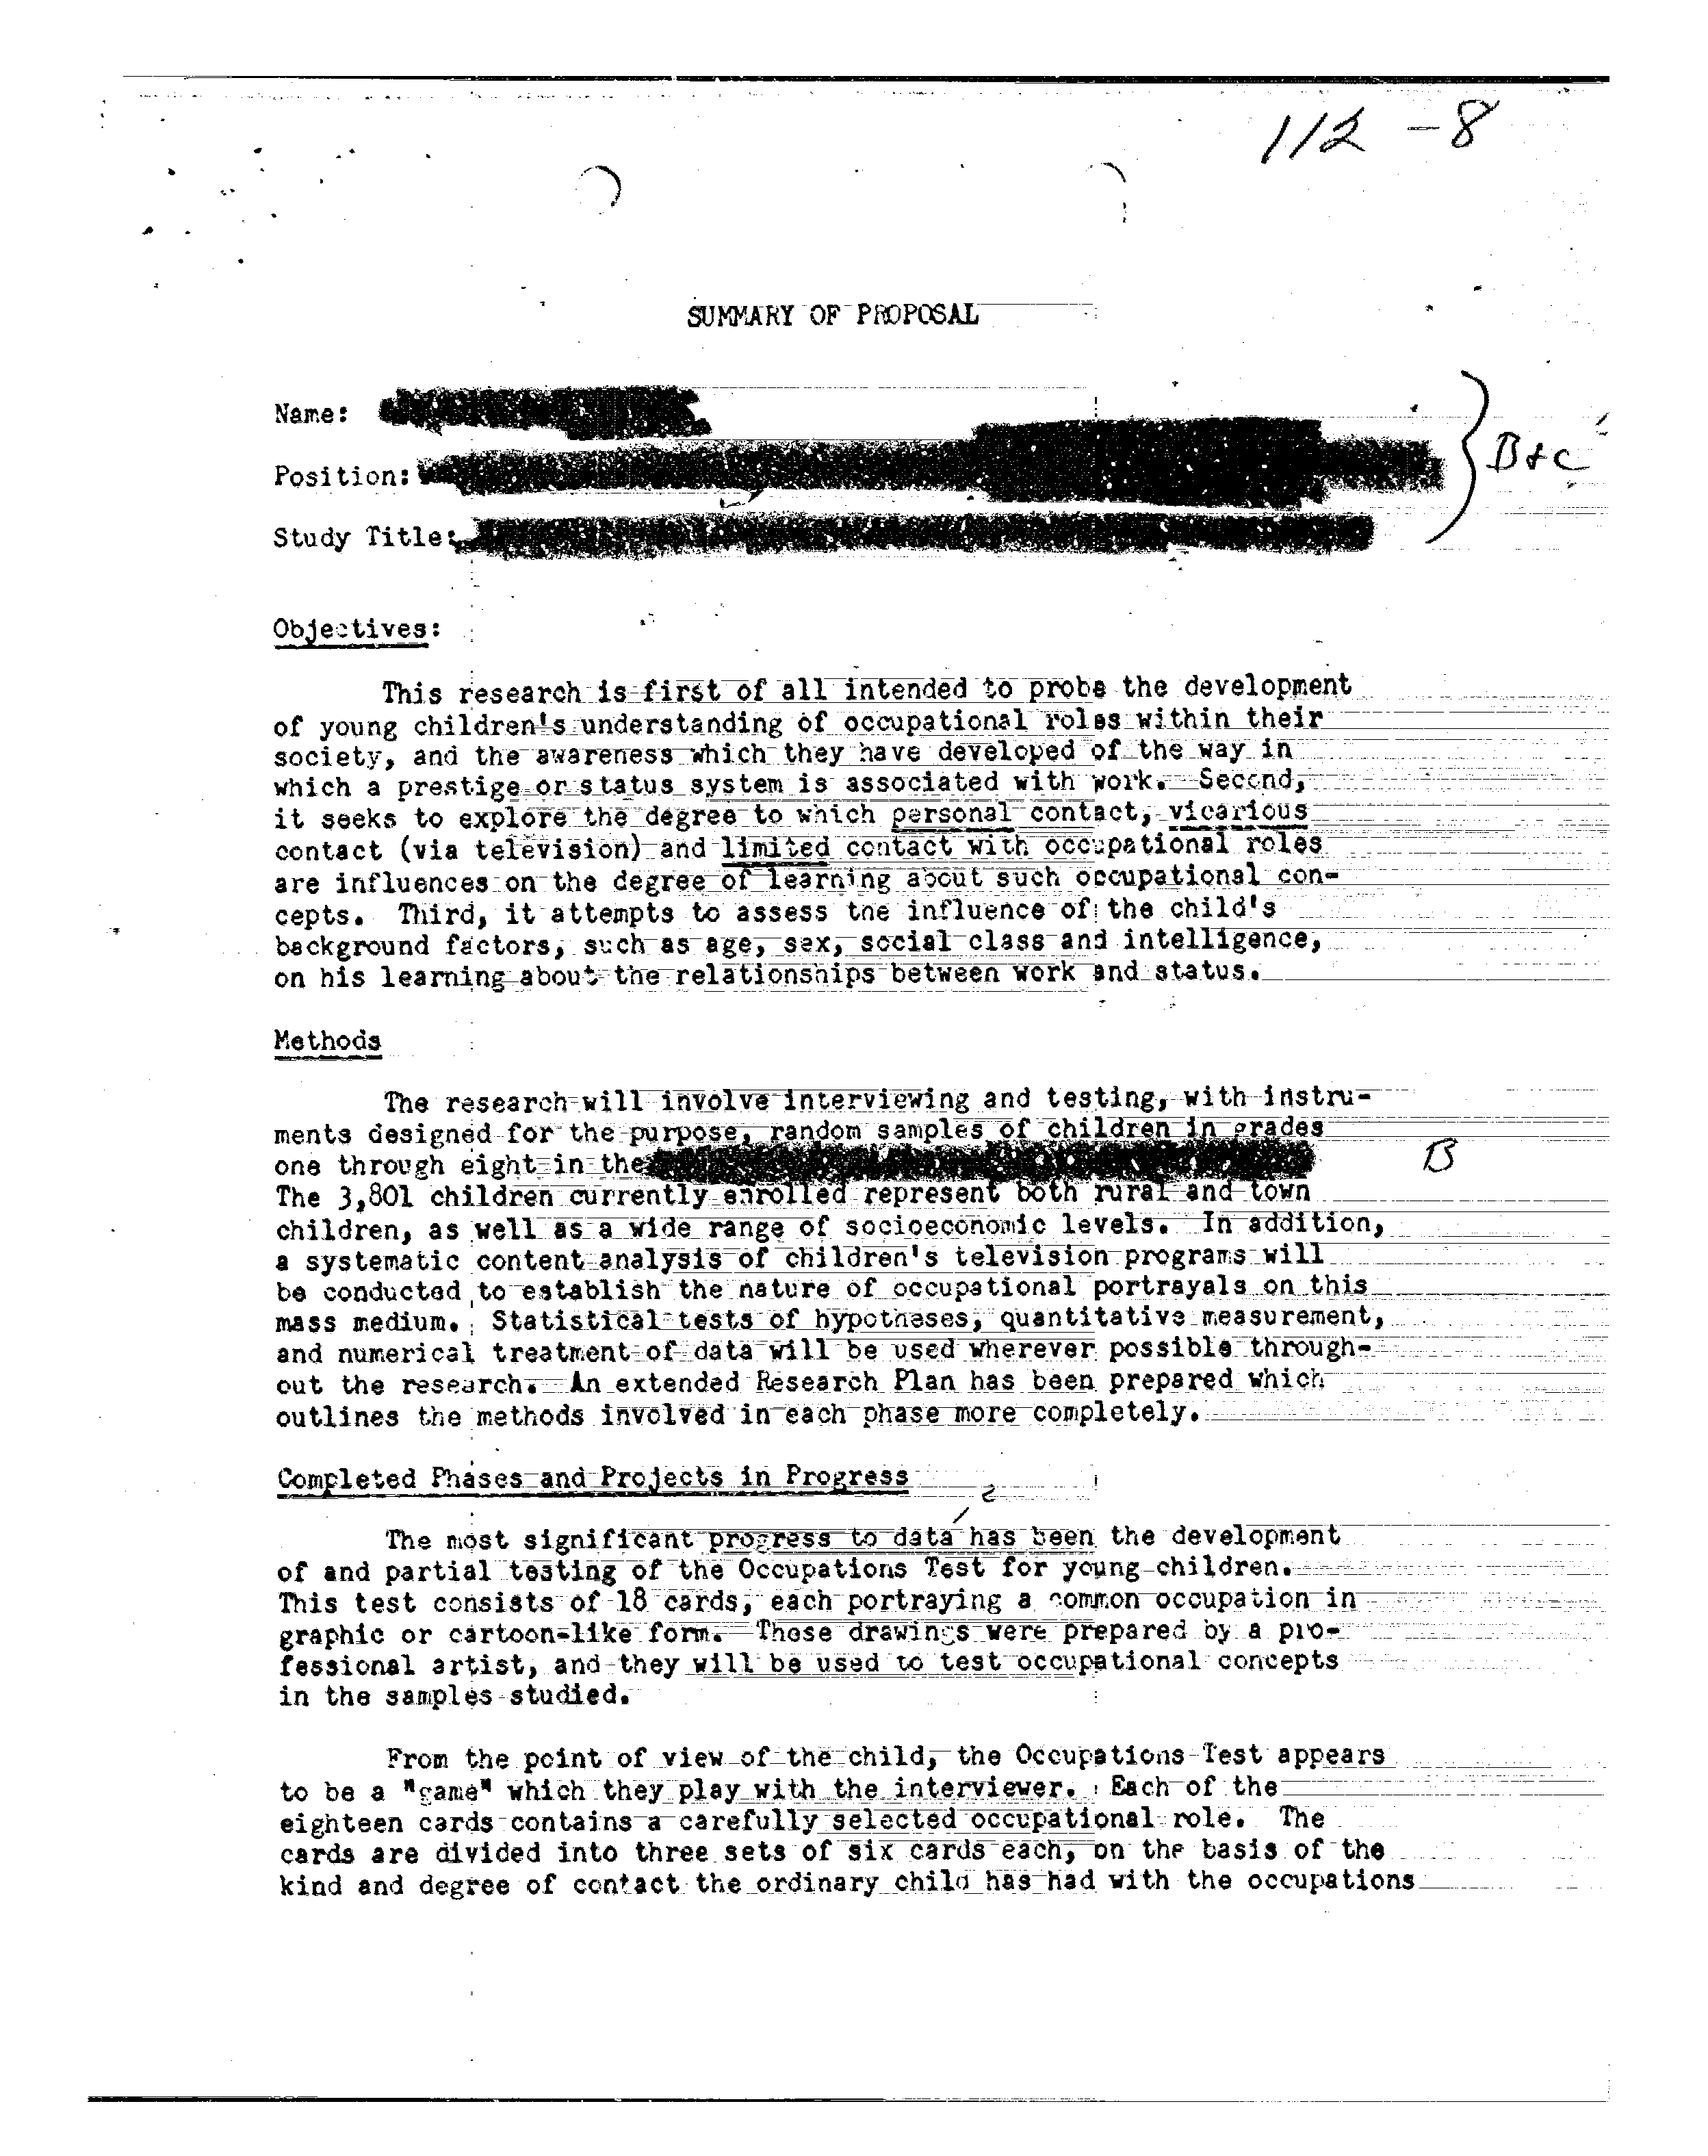 112-8
SUMMARY OF PROPOSAL
Name:
Position:
B+C
Study Title:
Objectives:
This research is first of all intended to probe the development
of young children's understanding of occupational roles within their
society, and the awareness which they have developed of the way in
which a prestige or status system is associated with work. Second,
it seeks to explore the degree to which personal contact, vicarious
contact (via television) and limited contact with occupational roles
are influences on the degree of learning about such occupational con-
cepts. Third, it attempts to assess the influence of the child's
background factors, such as age, sex, social class and intelligence,
on his learning about the relationships between work and status.
Methods
The research will involve interviewing and testing, with instru-
ments designed for the purpose, random samples of children in grades
one through eight in the
B
The 3,801 children currently enrolled represent both rural and town
children, as well as a wide range of socioeconomic levels. In addition,
a systematic content analysis of children's television programs will
be conducted to establish the nature of occupational portrayals on this
mass medium. Statistical tests of hypotheses, quantitative measurement,
and numerical treatment of data will be used wherever possible through-
out the research. An extended Research Plan has been prepared which
outlines the methods involved in each phase more completely.
Completed Phases and Projects in Progress
e
The most significant progress to data has been the development
of and partial testing of the Occupations Test for young children.
This test consists of 18 cards, each portraying a common occupation in
graphic or cartoon-like form. These drawings were prepared by a pro-
fessional artist, and they will be used to test occupational concepts
in the samples studied.
From the point of view of the child, the Occupations Test appears
to be a "game" which they play with the interviewer. Each of the
eighteen cards contains a carefully selected occupational role. The
cards are divided into three sets of six cards each, on the basis of the
kind and degree of contact the ordinary child has had with the occupations